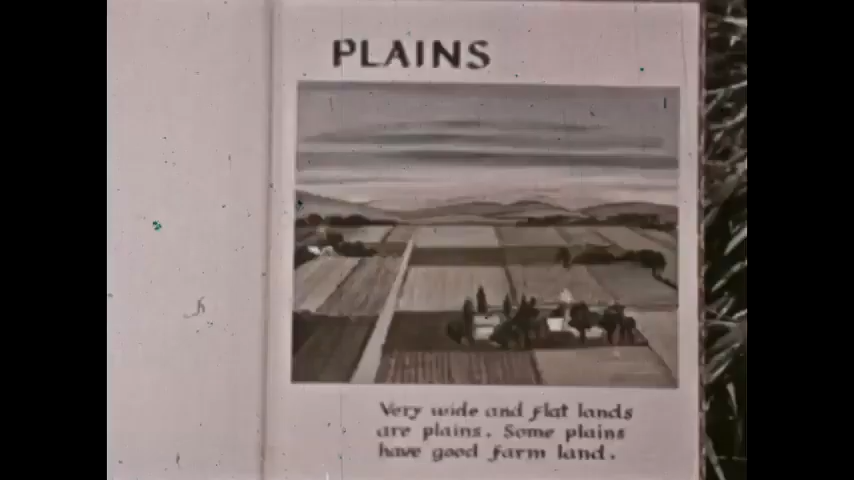 PLAINS
Very wide and flat lands
are plains. Some plains
have good farm land.